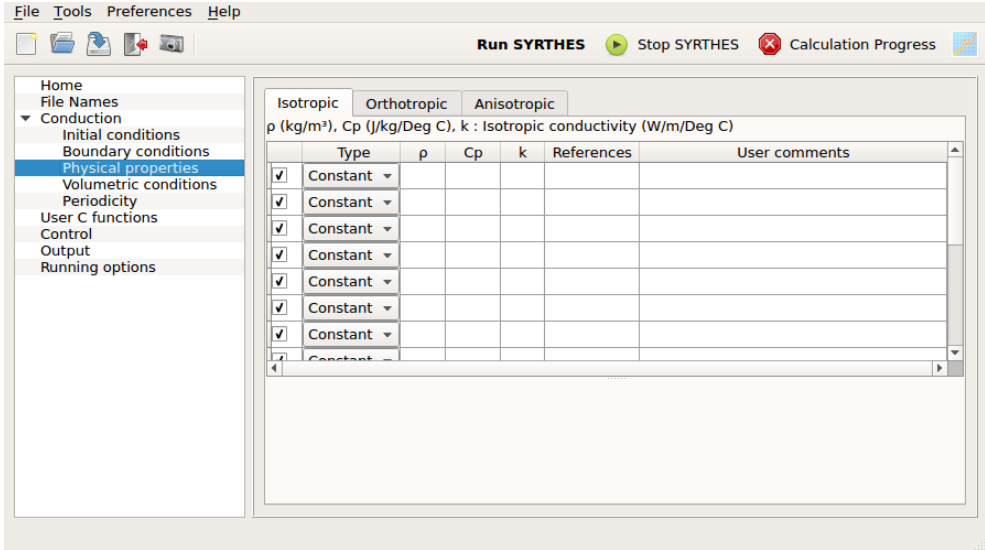 File Tools Preferences Help
Run SYRTHES Stop SYRTHES Calculation Progress
Home
File Names
Conduction
Initial conditions
Boundary conditions
Physical properties
Volumetric conditions
Periodicity
User C functions
Control
Output
Running options
Isotropic Orthotropic Anisotropic
ρ (kg/m³), Cp (J/kg/Deg C), k : Isotropic conductivity (W/m/Deg C)
Type ρ Cp k References User comments
Constant
Constant
Constant
Constant
Constant
Constant
Constant
Constant